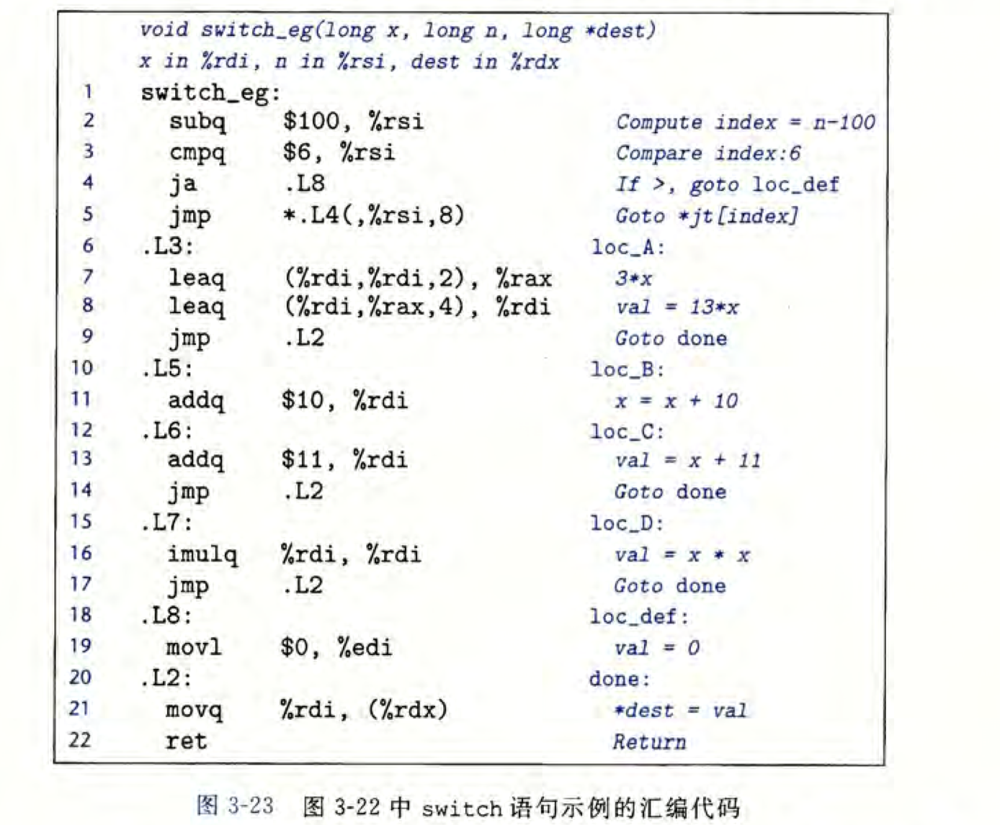 void switch_eg(long x, long n, long *dest)
x in %rdi, n in %rsi, dest in %rdx
1 switch_eg:
2 subq $100, %rsi Compute index = n-100
3 cmpq $6, %rsi Compare index:6
4 ja .L8 If >, goto loc_def
5 jmp *.L4(,%rsi,8) Goto *jt[index]
6 .L3: loc_A:
7 leaq (%rdi,%rdi,2), %rax 3*x
8 leaq (%rdi,%rax,4), %rdi val = 13*x
9 jmp .L2 Goto done
10 .L5: loc_B:
11 addq $10, %rdi x = x + 10
12 .L6: loc_C:
13 addq $11, %rdi val = x + 11
14 jmp .L2 Goto done
15 .L7: loc_D:
16 imulq %rdi, %rdi val = x * x
17 jmp .L2 Goto done
18 .L8: loc_def:
19 movl $0, %edi val = 0
20 .L2: done:
21 movq %rdi, (%rdx) *dest = val
22 ret Return
图 3-23 图 3-22 中 switch 语句示例的汇编代码